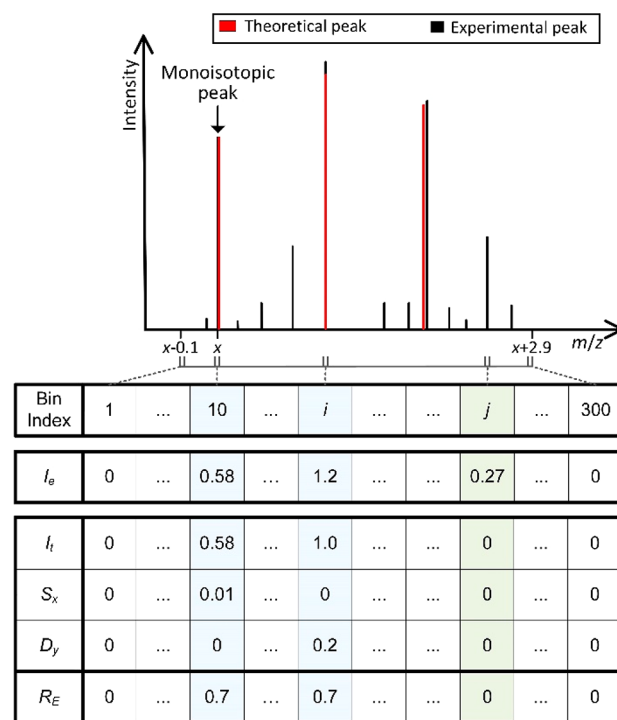 Theoretical peak Experimental peak
Intensity
Monoisotopic
peak
x-0.1 x x+2.9 m/z
Bin
Index 1 ... 10 ... i ... ... j ... 300
Ie 0 ... 0.58 ... 1.2 ... ... 0.27 ... 0
It 0 ... 0.58 ... 1.0 ... ... 0 ... 0
Sx 0 ... 0.01 ... 0 ... ... 0 ... 0
Dy 0 ... 0 ... 0.2 ... ... 0 ... 0
RE 0 ... 0.7 ... 0.7 ... ... 0 ... 0